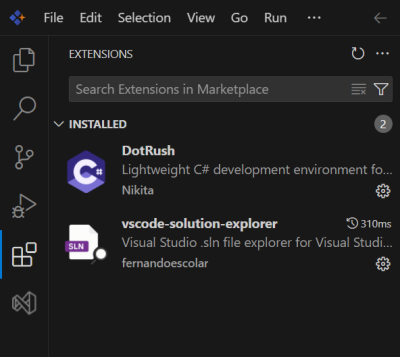 File Edit Selection View Go Run ···
EXTENSIONS
Search Extensions in Marketplace
INSTALLED 2
DotRush
C#
Lightweight C# development environment fo...
Nikita
vscode-solution-explorer 310ms
SLN
Visual Studio .sln file explorer for Visual Studi...
fernandoescolar